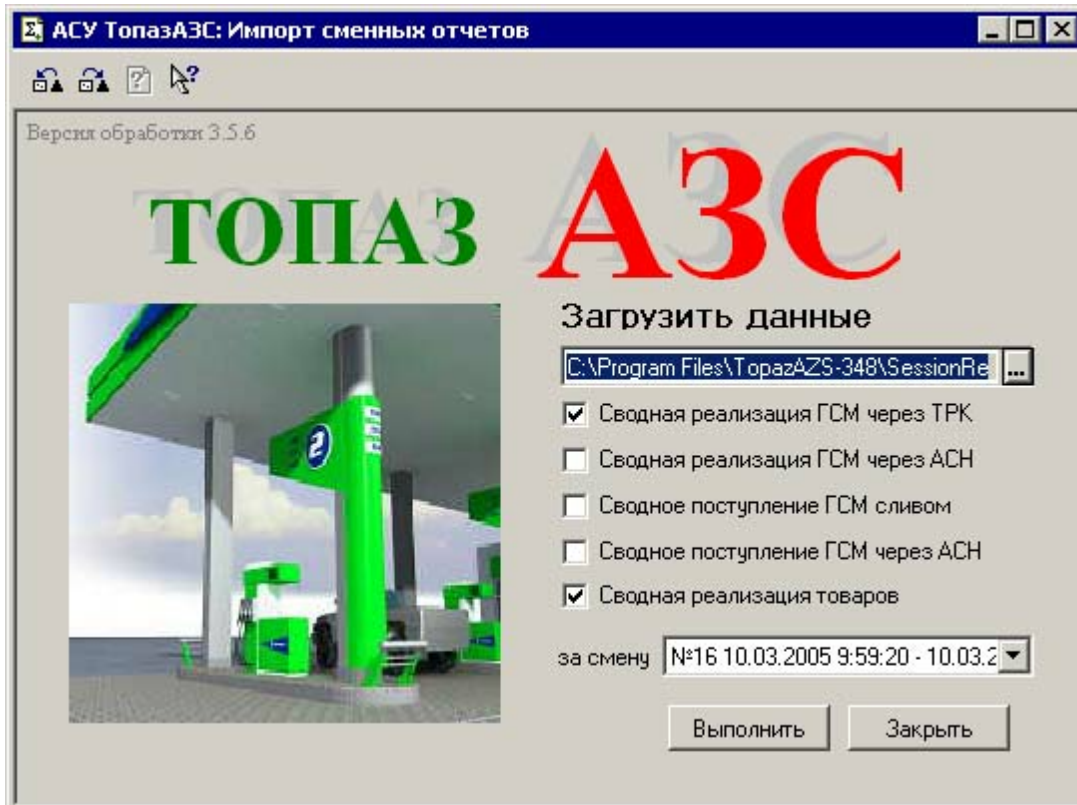 АСУ ТопазАЗС: Импорт сменных отчетов
Версия обработки 3.5.6
ТОПАЗ АЗС
Загрузить данные
C:\Program Files\TopazAZS-348\SessionRe ...
Сводная реализация ГСМ через ТРК
Сводная реализация ГСМ через АСН
Сводное поступление ГСМ сливом
Сводное поступление ГСМ через АСН
Сводная реализация товаров
за смену №16 10.03.2005 9:59:20 - 10.03.2
Выполнить Закрыть
2